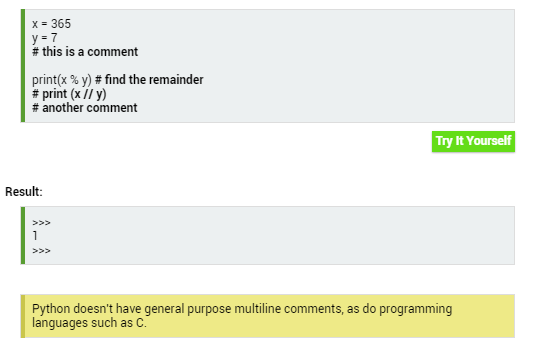 x = 365
y = 7
# this is a comment
print(x % y) # find the remainder
# print (x // y)
# another comment
Try It Yourself
Result:
>>>
1
>>>
Python doesn't have general purpose multiline comments, as do programming
languages such as C.